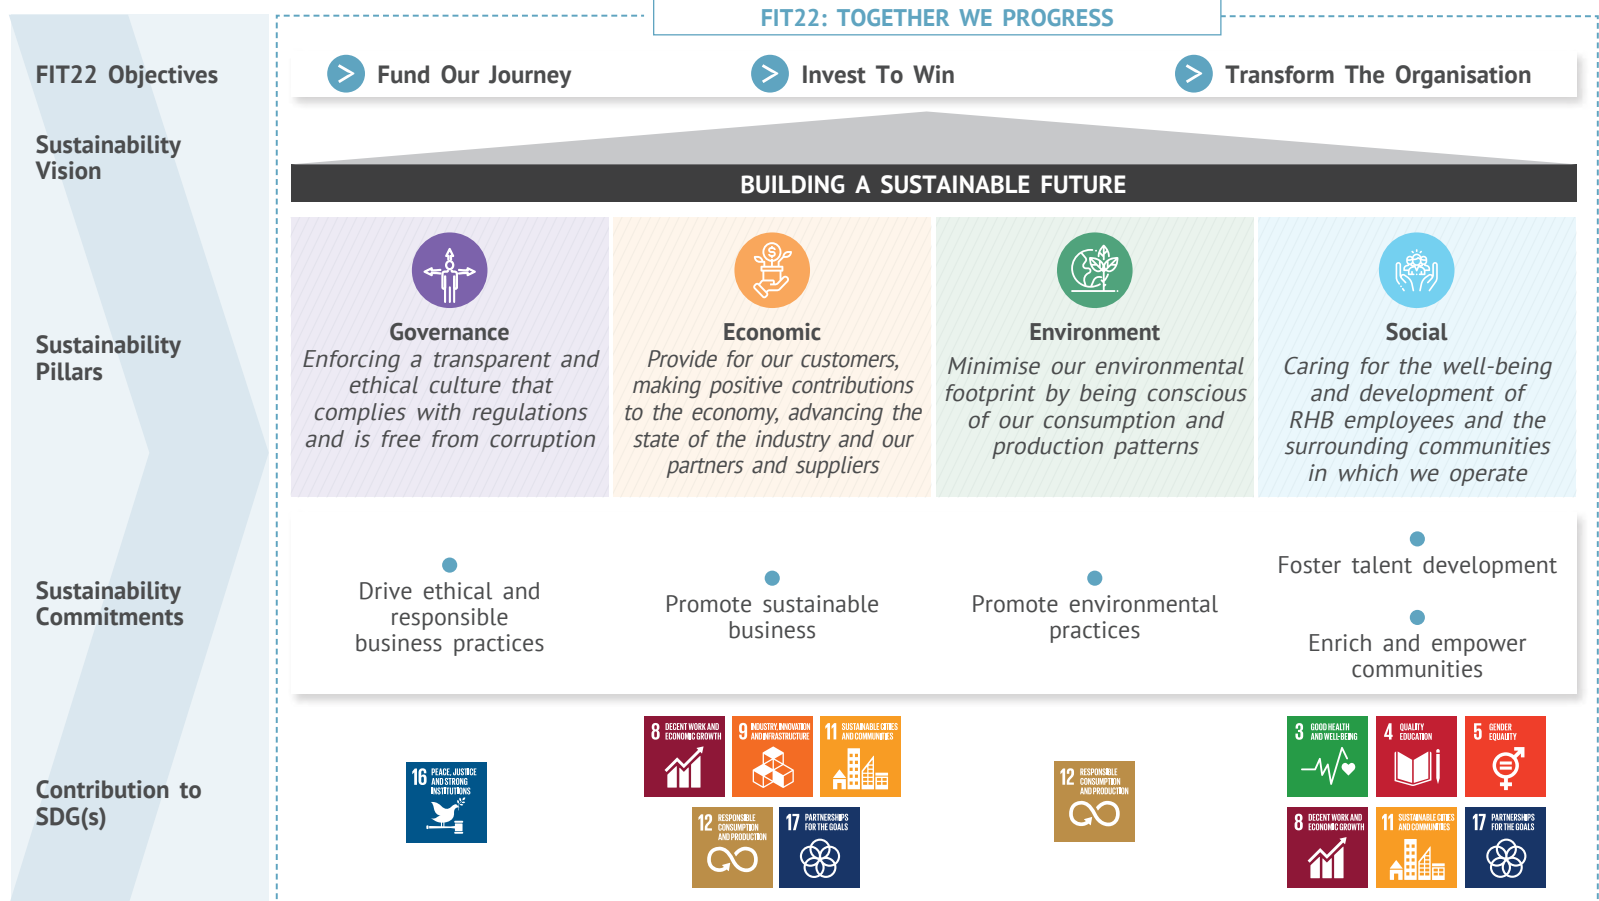 FIT22: TOGETHER WE PROGRESS
FIT22 Objectives
Fund Our Journey
Invest To Win
Transform The Organisation
Sustainability
Vision
BUILDING A SUSTAINABLE FUTURE
Sustainability
Pillars
Governance
Enforcing a transparent and
ethical culture that
complies with regulations
and is free from corruption
Economic
Provide for our customers,
making positive contributions
to the economy, advancing the
state of the industry and our
partners and suppliers
Environment
Minimise our environmental
footprint by being conscious
of our consumption and
production patterns
Social
Caring for the well-being
and development of
RHB employees and the
surrounding communities
in which we operate
Sustainability
Commitments
Drive ethical and
responsible
business practices
Promote sustainable
business
Promote environmental
practices
Foster talent development
Enrich and empower
communities
Contribution to
SDG(s)
16 PEACE, JUSTICE
AND STRONG
INSTITUTIONS
8 DECENT WORK AND
ECONOMIC GROWTH
9 INDUSTRY, INNOVATION
AND INFRASTRUCTURE
11 SUSTAINABLE CITIES
AND COMMUNITIES
12 RESPONSIBLE
CONSUMPTION
AND PRODUCTION
17 PARTNERSHIPS
FOR THE GOALS
12 RESPONSIBLE
CONSUMPTION
AND PRODUCTION
3 GOOD HEALTH
AND WELL-BEING
4 QUALITY
EDUCATION
5 GENDER
EQUALITY
8 DECENT WORK AND
ECONOMIC GROWTH
11 SUSTAINABLE CITIES
AND COMMUNITIES
17 PARTNERSHIPS
FOR THE GOALS